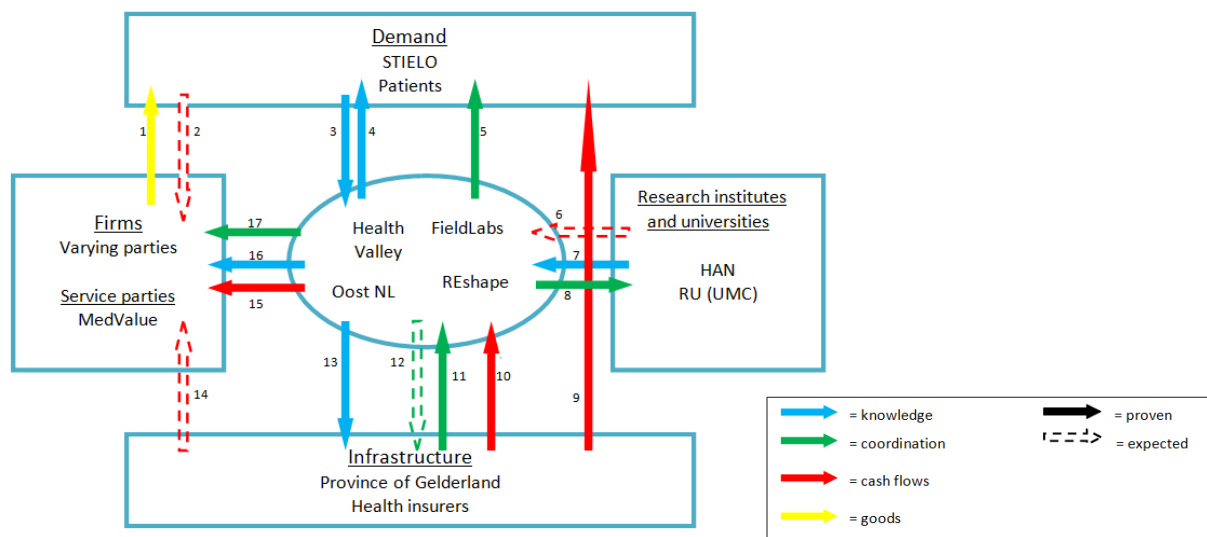 Demand
STIELO
Patients
1
2
3
4
5
Firms
Varying parties
Service parties
MedValue
17
16
15
Health
Valley
FieldLabs
Oost NL
REshape
6
7
8
Research institutes
and universities
HAN
RU (UMC)
14
13
12
11
10
9
Infrastructure
Province of Gelderland
Health insurers
= knowledge
= proven
= coordination
= expected
= cash flows
= goods